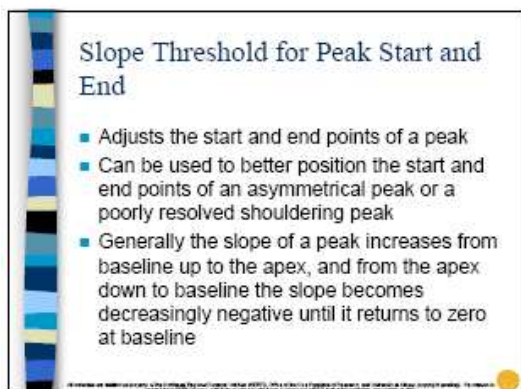 Slope Threshold for Peak Start and
End
Adjusts the start and end points of a peak
Can be used to better position the start and
end points of an asymmetrical peak or a
poorly resolved shouldering peak
Generally the slope of a peak increases from
baseline up to the apex, and from the apex
down to baseline the slope becomes
decreasingly negative until it returns to zero
at baseline